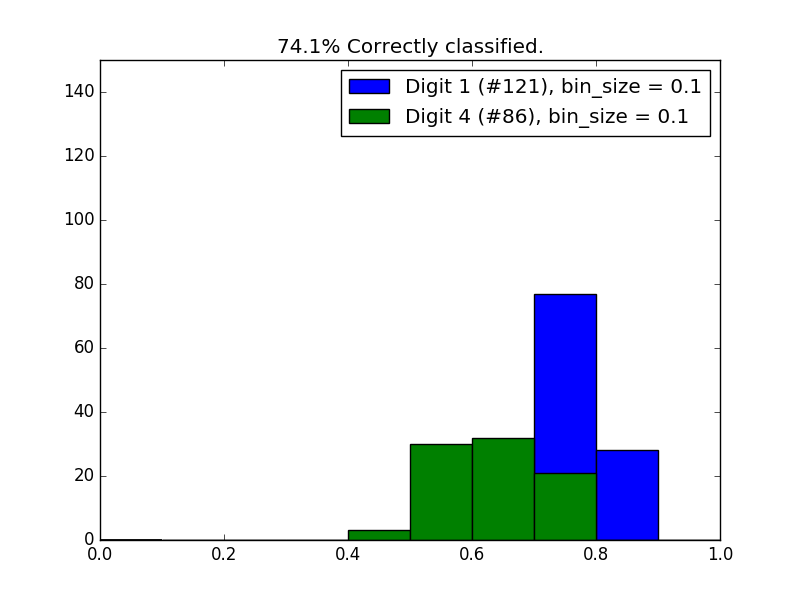 74.1% Correctly classified.
Digit 1 (#121), bin_size = 0.1
Digit 4 (#86), bin_size = 0.1
140
120
100
80
60
40
20
0
0.0 0.2 0.4 0.6 0.8 1.0